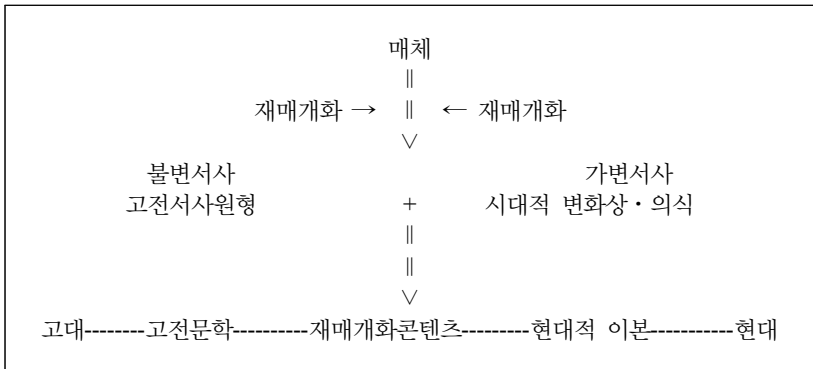 매체
∥
재매개화 → ∥ ← 재매개화
∨
불변서사 가변서사
고전서사원형 + 시대적 변화상・의식
∥
∥
∨
고대--------고전문학----------재매개화콘텐츠---------현대적 이본-----------현대